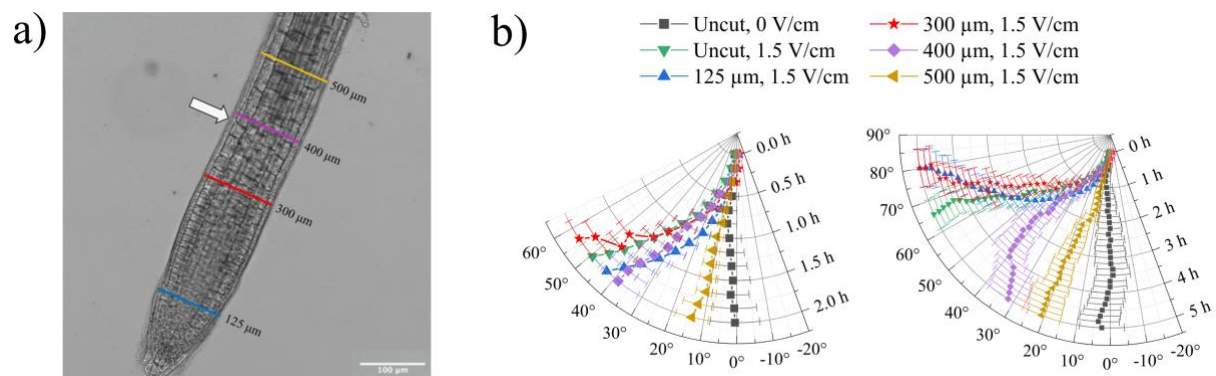 a)
500 µm
400 µm
300 µm
125 µm
100 µm
b)
Uncut, 0 V/cm
Uncut, 1.5 V/cm
125 µm, 1.5 V/cm
300 µm, 1.5 V/cm
400 µm, 1.5 V/cm
500 µm, 1.5 V/cm
0.0 h
0.5 h
1.0 h
1.5 h
2.0 h
60°
50°
40°
30°
20°
10°
0°
-10°
-20°
90°
80°
70°
60°
50°
40°
30°
20°
10°
0°
-10°
-20°
0 h
1 h
2 h
3 h
4 h
5 h